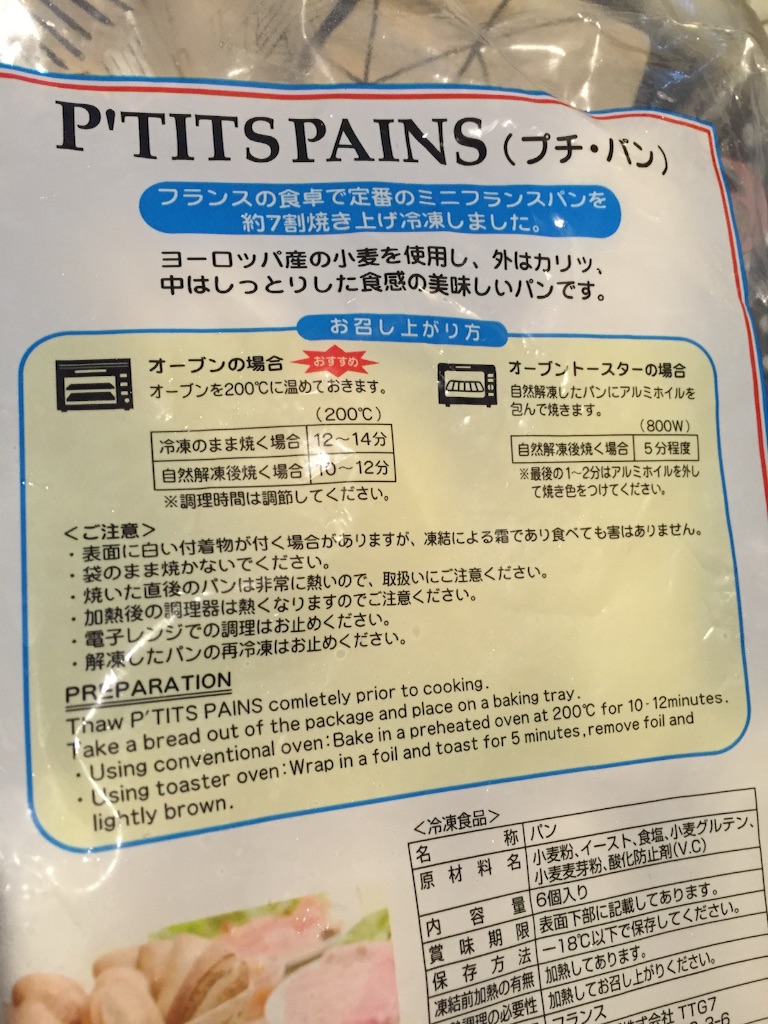 P'TITS PAINS（プチ・パン）
フランスの食卓で定番のミニフランスパンを
約7割焼き上げ冷凍しました。
ヨーロッパ産の小麦を使用し、外はカリッ、
中はしっとりした食感の美味しいパンです。
お召し上がり方
オーブンの場合 おすすめ
オーブンを200℃に温めておきます。
（200℃）
冷凍のまま焼く場合 12～14分
自然解凍後焼く場合 10～12分
※調理時間は調節してください。
オーブントースターの場合
自然解凍したパンにアルミホイルを
包んで焼きます。
（800W）
自然解凍後焼く場合 5分程度
※最後の1～2分はアルミホイルを外し
て焼き色をつけてください。
＜ご注意＞
・表面に白い付着物が付く場合がありますが、凍結による霜であり食べても害はありません。
・袋のまま焼かないでください。
・焼いた直後のパンは非常に熱いので、取扱いにご注意ください。
・加熱後の調理器は熱くなりますのでご注意ください。
・電子レンジでの調理はお止めください。
・解凍したパンの再冷凍はお止めください。
PREPARATION
Thaw P'TITS PAINS comletely prior to cooking.
Take a bread out of the package and place on a baking tray.
・Using conventional oven:Bake in a preheated oven at 200℃ for 10-12minutes.
・Using toaster oven:Wrap in a foil and toast for 5 minutes,remove foil and
lightly brown.
＜冷凍食品＞
名称 パン
原材料名 小麦粉、イースト、食塩、小麦グルテン、
小麦麦芽粉、酸化防止剤(V.C)
内容量 6個入り
賞味期限 表面下部に記載してあります。
保存方法 －18℃以下で保存してください。
凍結前加熱の有無 加熱してあります。
調理の必要性 加熱してお召し上がりください。
フランス
株式会社 TTG7
3-6